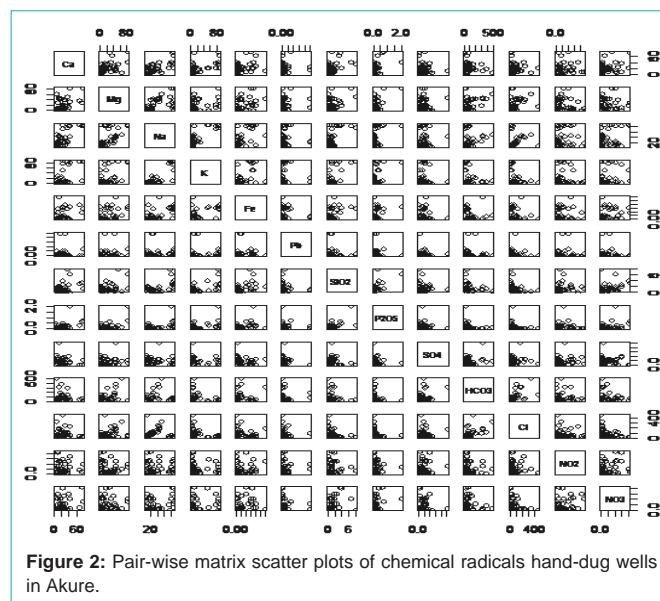 0 80 0 80 0.00 0.0 2.0 0 500 0.0
Ca
Mg
Na
K
Fe
Pb
SiO2
P2O5
SO4
HCO3
Cl
NO2
NO3
0 60 20 0.00 0 6 0.0 0 400 0.0
Figure 2: Pair-wise matrix scatter plots of chemical radicals hand-dug wells
in Akure.